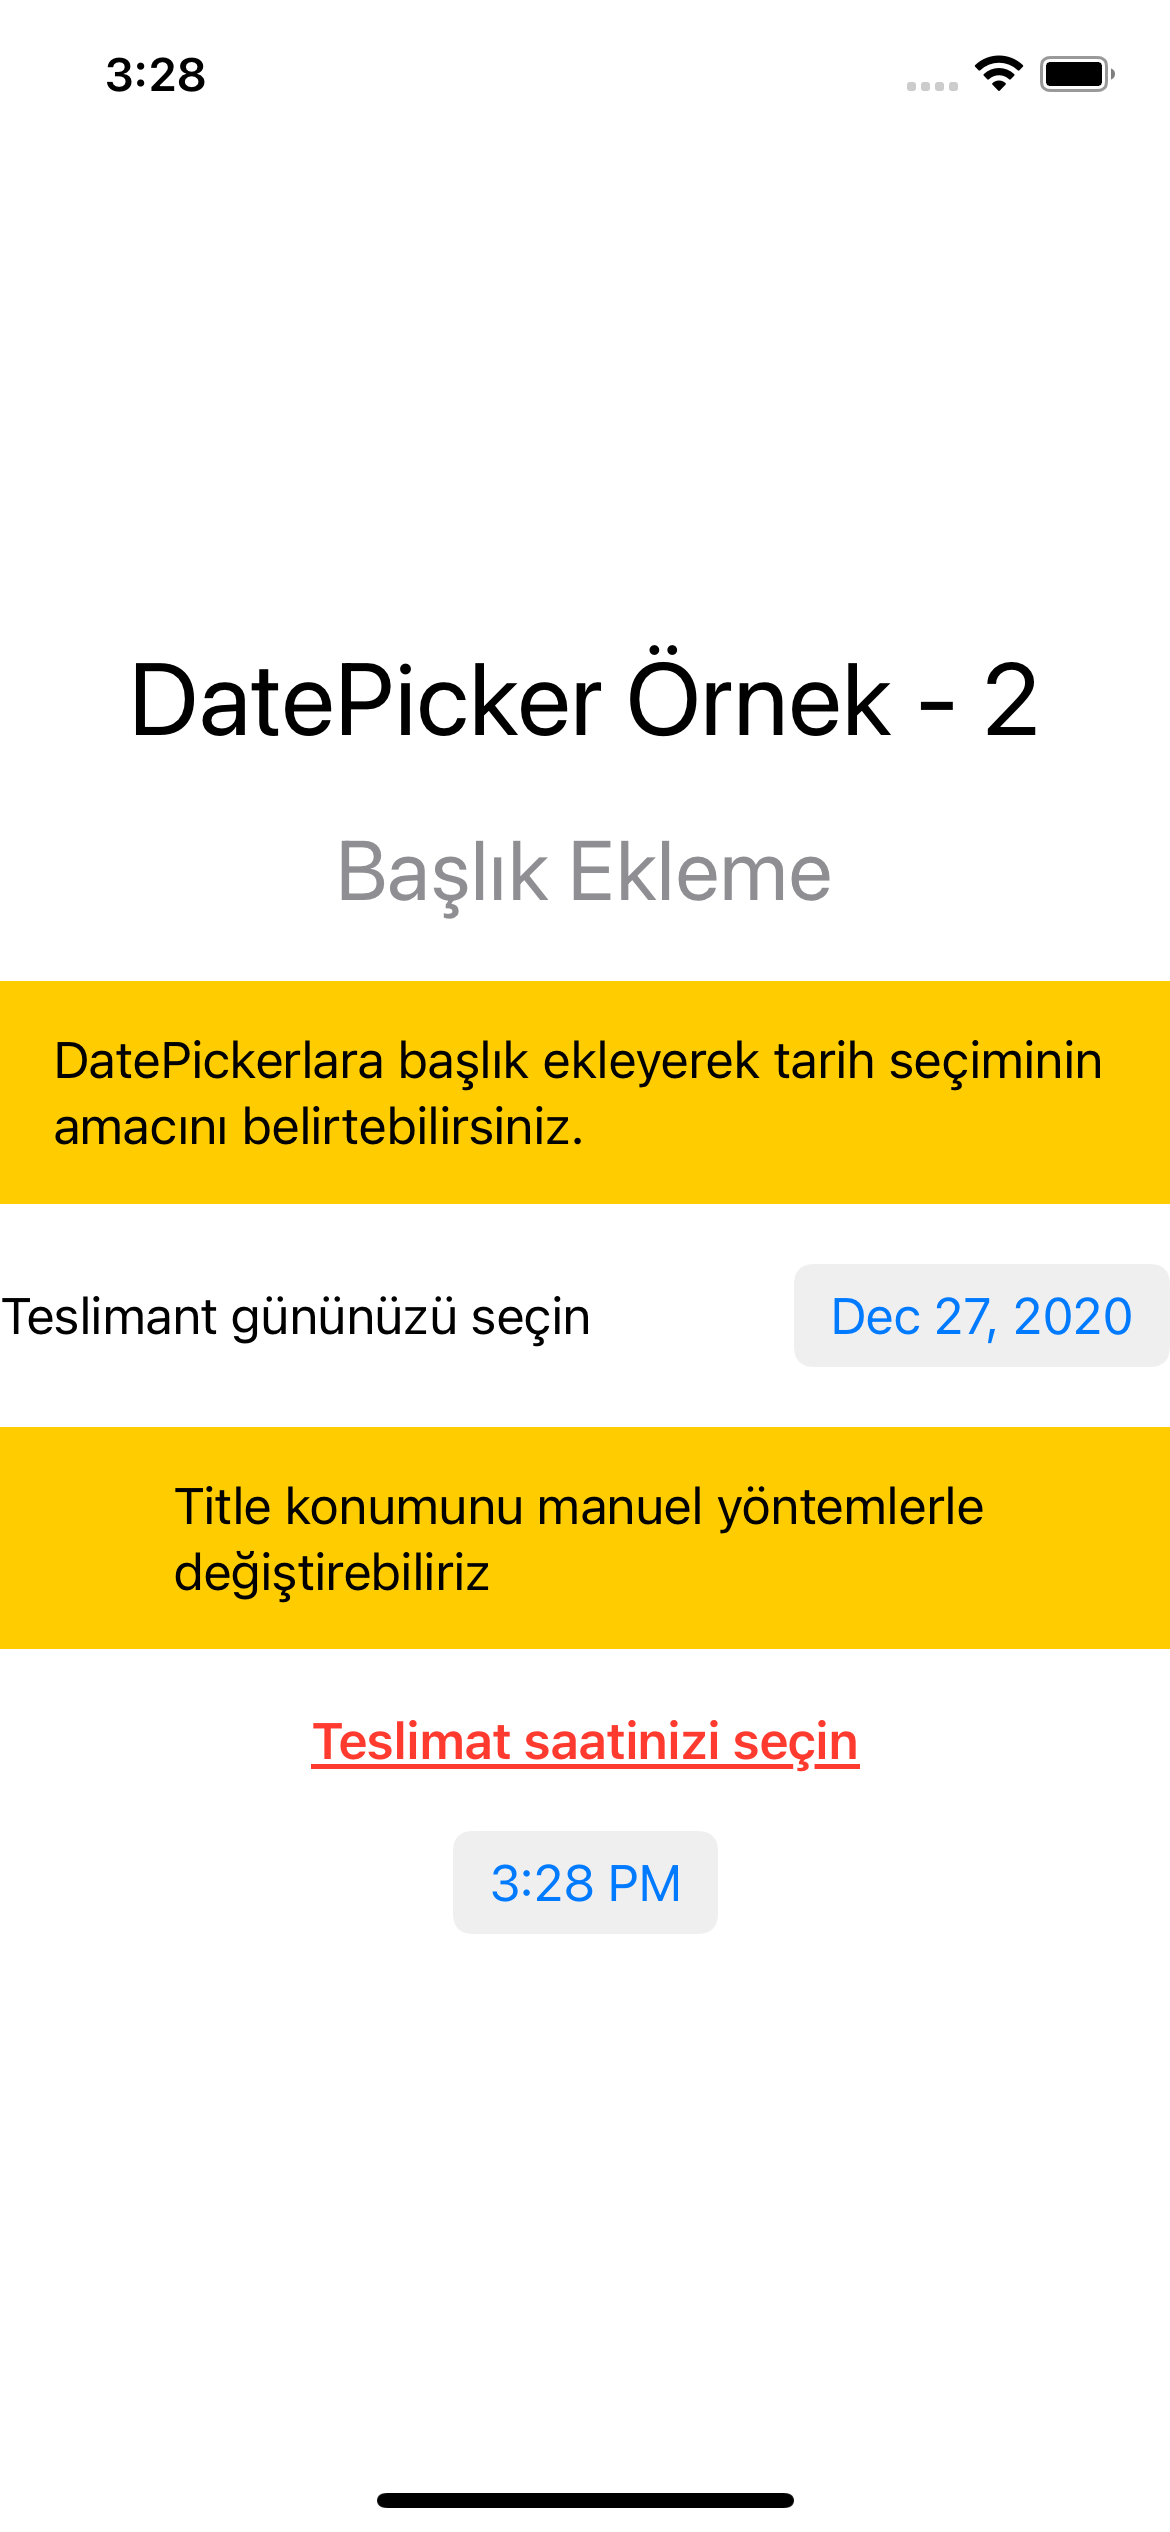 3:28
DatePicker Örnek - 2
Başlık Ekleme
DatePickerlara başlık ekleyerek tarih seçiminin
amacını belirtebilirsiniz.
Teslimant gününüzü seçin
Dec 27, 2020
Title konumunu manuel yöntemlerle
değiştirebiliriz
Teslimat saatinizi seçin
3:28 PM